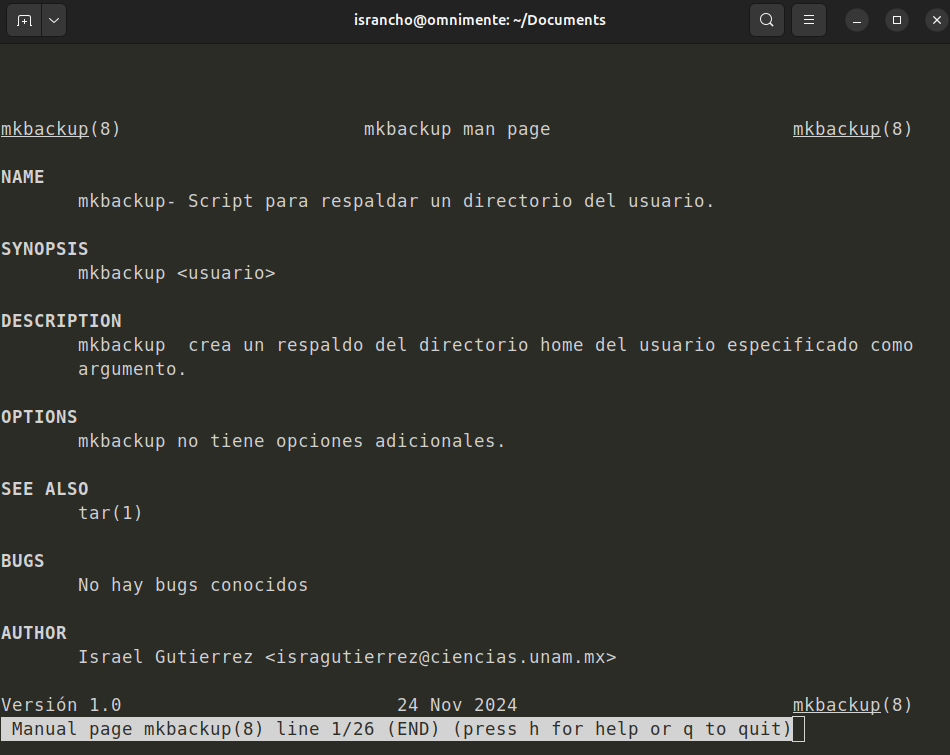 israncho@omnimente: ~/Documents
mkbackup(8) mkbackup man page mkbackup(8)
NAME
mkbackup- Script para respaldar un directorio del usuario.
SYNOPSIS
mkbackup <usuario>
DESCRIPTION
mkbackup  crea un respaldo del directorio home del usuario especificado como
argumento.
OPTIONS
mkbackup no tiene opciones adicionales.
SEE ALSO
tar(1)
BUGS
No hay bugs conocidos
AUTHOR
Israel Gutierrez <isragutierrez@ciencias.unam.mx>
Versión 1.0 24 Nov 2024 mkbackup(8)
Manual page mkbackup(8) line 1/26 (END) (press h for help or q to quit)